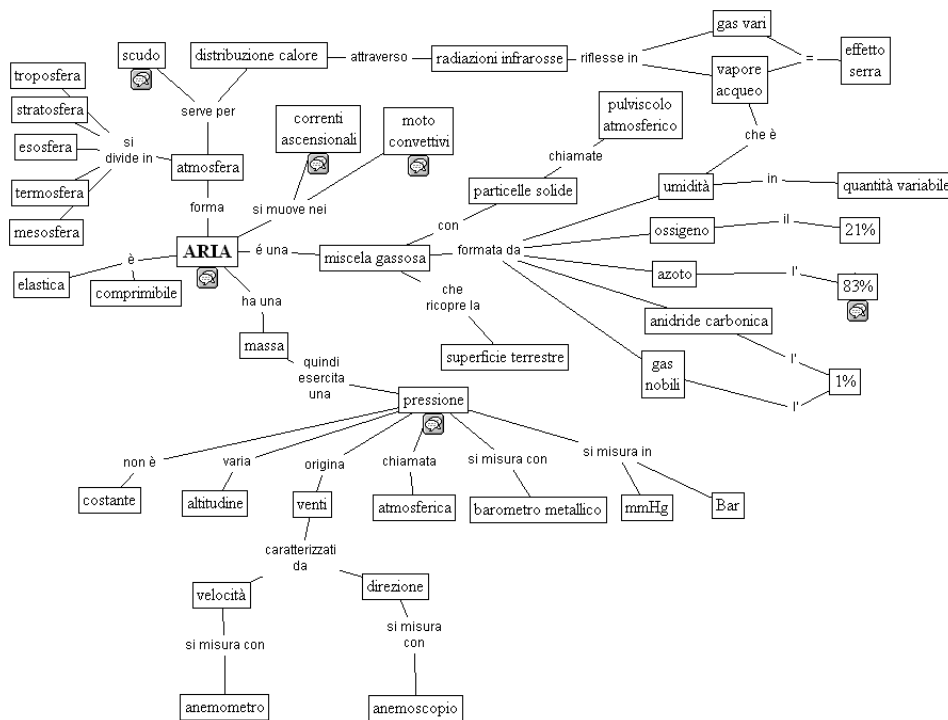 gas vari
scudo
distribuzione calore
attraverso
radiazioni infrarosse
riflesse in
=
effetto
serra
vapore
acqueo
troposfera
stratosfera
esosfera
termosfera
mesosfera
si
divide in
serve per
atmosfera
correnti
ascensionali
moto
convettivi
pulviscolo
atmosferico
che è
chiamate
particelle solide
umidità
in
quantità variabile
forma
si muove nei
con
ossigeno
il
21%
ARIA
é una
miscela gassosa
formata da
è
elastica
comprimibile
azoto
l'
83%
che
ricopre la
ha una
anidride carbonica
massa
superficie terrestre
l'
gas
nobili
1%
l'
quindi
esercita
una
pressione
non è
varia
origina
chiamata
si misura con
si misura in
costante
altitudine
venti
atmosferica
barometro metallico
mmHg
Bar
caratterizzati
da
velocità
direzione
si misura con
si misura
con
anemometro
anemoscopio